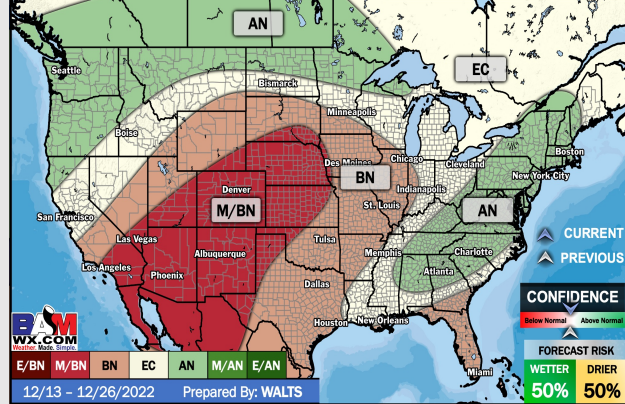 AN
Seattle
EC
Bismarck
Minneapolis
Boise
Boston
Des Moines
Chicago
Cleveland
New York City
BN
Denver
Indianapolis
M/BN
St. Louis
AN
San Francisco
CURRENT
Las Vegas
Tulsa
Memphis
Charlotte
PREVIOUS
Albuquerque
Los Angeles
Phoenix
Atlanta
Dallas
CONFIDENCE
Below Normal
Above Normal
BAM
WX.COM
Weather. Made. Simple.
Houston
New Orleans
FORECAST RISK
E/BN M/BN BN EC AN M/AN E/AN
WETTER DRIER
Miami
50% 50%
12/13 – 12/26/2022 Prepared By: WALTS